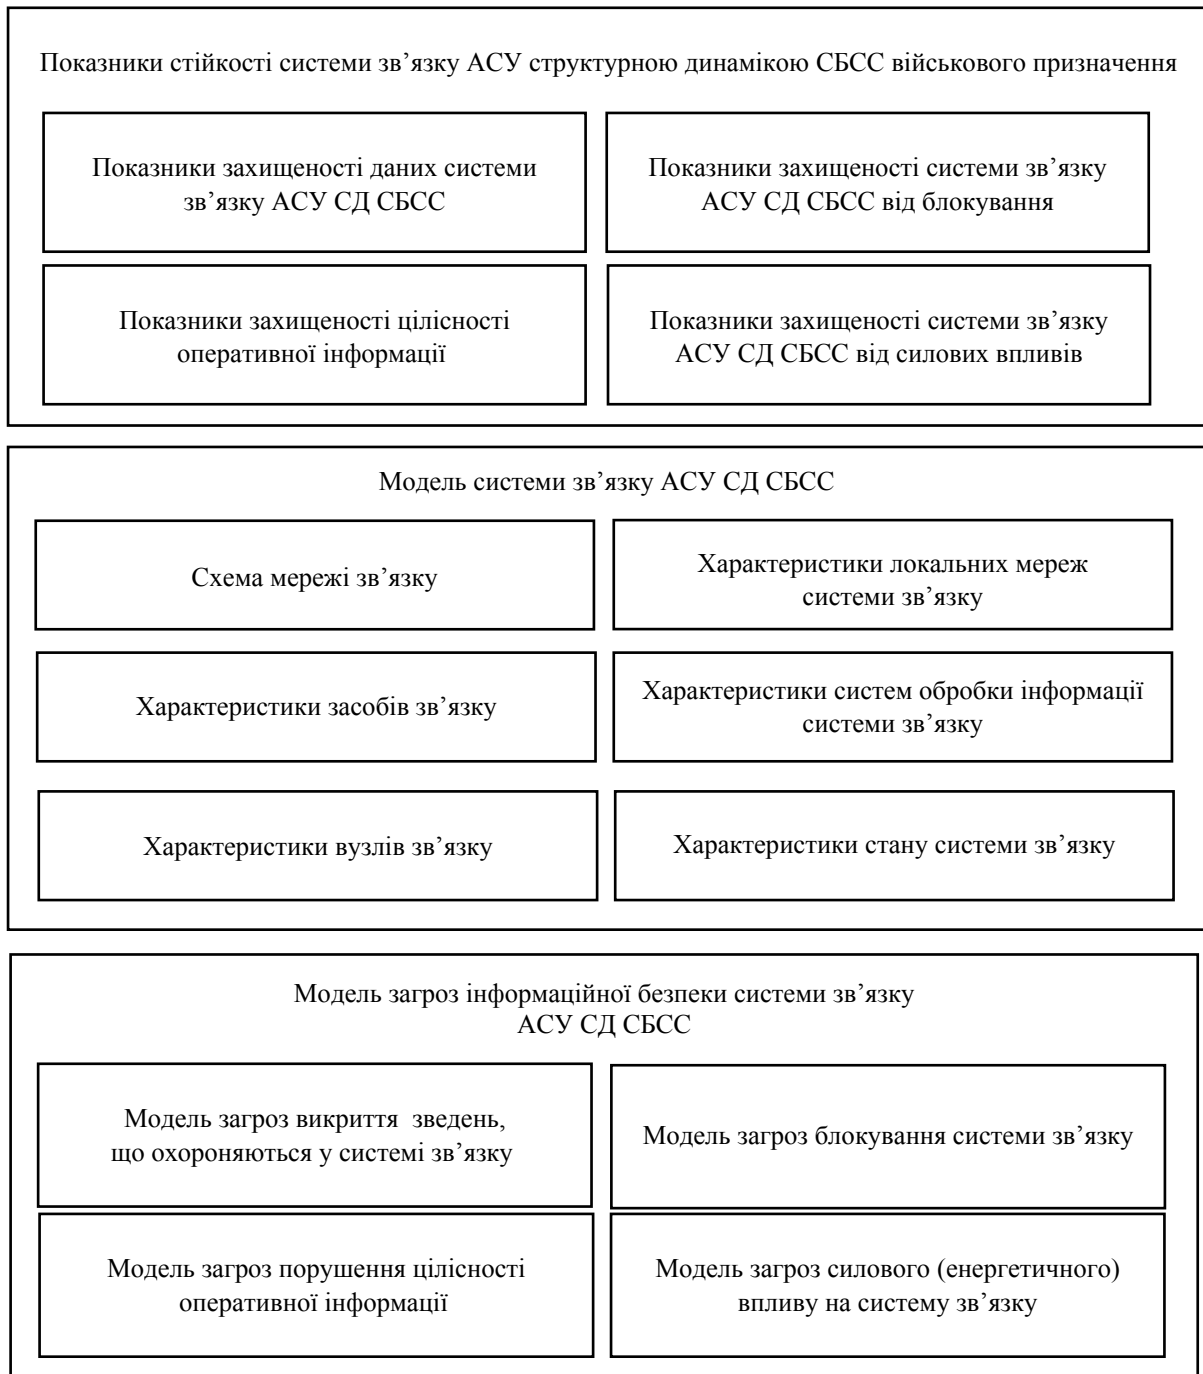 Показники стійкості системи зв’язку АСУ структурною динамікою СБСС військового призначення
Показники захищеності даних системи
зв’язку АСУ СД СБСС
Показники захищеності системи зв’язку
АСУ СД СБСС від блокування
Показники захищеності цілісності
оперативної інформації
Показники захищеності системи зв’язку
АСУ СД СБСС від силових впливів
Модель системи зв’язку АСУ СД СБСС
Схема мережі зв’язку
Характеристики локальних мереж
системи зв’язку
Характеристики засобів зв’язку
Характеристики систем обробки інформації
системи зв’язку
Характеристики вузлів зв’язку
Характеристики стану системи зв’язку
Модель загроз інформаційної безпеки системи зв’язку
АСУ СД СБСС
Модель загроз викриття зведень,
що охороняються у системі зв’язку
Модель загроз блокування системи зв’язку
Модель загроз порушення цілісності
оперативної інформації
Модель загроз силового (енергетичного)
впливу на систему зв’язку